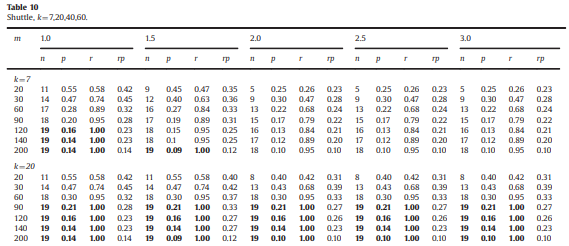 Table 10
Shuttle, k=7,20,40,60.
m 1.0 1.5 2.0 2.5 3.0
n p r rp n p r rp n p r rp n p r rp n p r rp
k=7
20 11 0.55 0.58 0.42 9 0.45 0.47 0.35 5 0.25 0.26 0.23 5 0.25 0.26 0.23 5 0.25 0.26 0.23
30 14 0.47 0.74 0.45 12 0.40 0.63 0.36 9 0.30 0.47 0.28 9 0.30 0.47 0.28 9 0.30 0.47 0.28
60 17 0.28 0.89 0.32 16 0.27 0.84 0.33 13 0.22 0.68 0.24 13 0.22 0.68 0.24 13 0.22 0.68 0.24
90 18 0.20 0.95 0.28 17 0.19 0.89 0.31 15 0.17 0.79 0.22 15 0.17 0.79 0.22 15 0.17 0.79 0.22
120 19 0.16 1.00 0.23 18 0.15 0.95 0.25 16 0.13 0.84 0.21 16 0.13 0.84 0.21 16 0.13 0.84 0.21
140 19 0.14 1.00 0.23 18 0.1 0.95 0.25 17 0.12 0.89 0.20 17 0.12 0.89 0.20 17 0.12 0.89 0.20
200 19 0.14 1.00 0.14 19 0.09 1.00 0.12 18 0.10 0.95 0.10 18 0.10 0.95 0.10 18 0.10 0.95 0.10
k=20
20 11 0.55 0.58 0.42 11 0.55 0.58 0.40 8 0.40 0.42 0.31 8 0.40 0.42 0.31 8 0.40 0.42 0.31
30 14 0.47 0.74 0.45 14 0.47 0.74 0.42 13 0.43 0.68 0.39 13 0.43 0.68 0.39 13 0.43 0.68 0.39
60 18 0.30 0.95 0.32 18 0.30 0.95 0.37 18 0.30 0.95 0.33 18 0.30 0.95 0.33 18 0.30 0.95 0.33
90 19 0.21 1.00 0.28 19 0.21 1.00 0.33 19 0.21 1.00 0.27 19 0.21 1.00 0.27 19 0.21 1.00 0.27
120 19 0.16 1.00 0.23 19 0.16 1.00 0.27 19 0.16 1.00 0.26 19 0.16 1.00 0.26 19 0.16 1.00 0.26
140 19 0.14 1.00 0.23 19 0.14 1.00 0.27 19 0.14 1.00 0.23 19 0.14 1.00 0.23 19 0.14 1.00 0.23
200 19 0.14 1.00 0.14 19 0.09 1.00 0.12 19 0.10 1.00 0.10 19 0.10 1.00 0.10 19 0.10 1.00 0.10